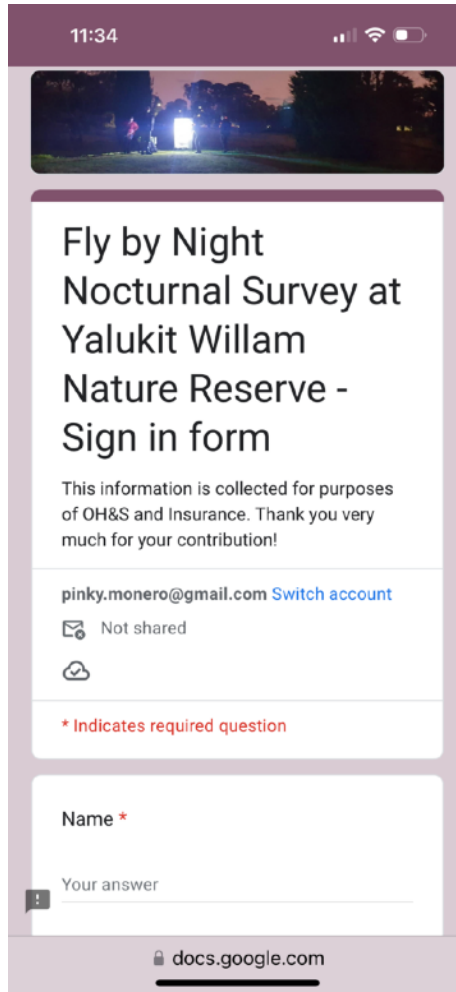 11:34
Fly by Night
Nocturnal Survey at
Yalukit Willam
Nature Reserve -
Sign in form
This information is collected for purposes
of OH&S and Insurance. Thank you very
much for your contribution!
pinky.monero@gmail.com Switch account
Not shared
* Indicates required question
Name *
Your answer
docs.google.com